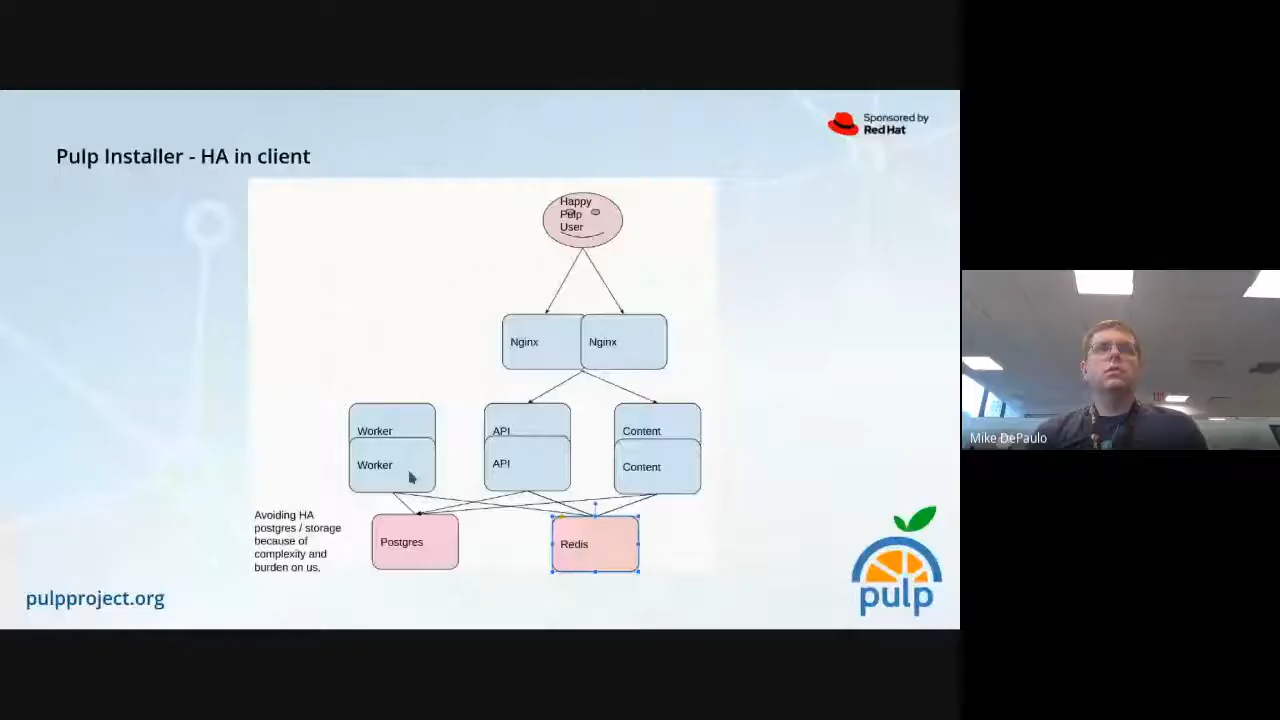 Sponsored by
Red Hat
Pulp Installer - HA in client
Happy
Pulp
User
Nginx
Nginx
Worker
API
Content
Worker
API
Content
Avoiding HA
postgres / storage
because of
complexity and
burden on us.
Postgres
Redis
pulpproject.org
pulp
Mike DePaulo